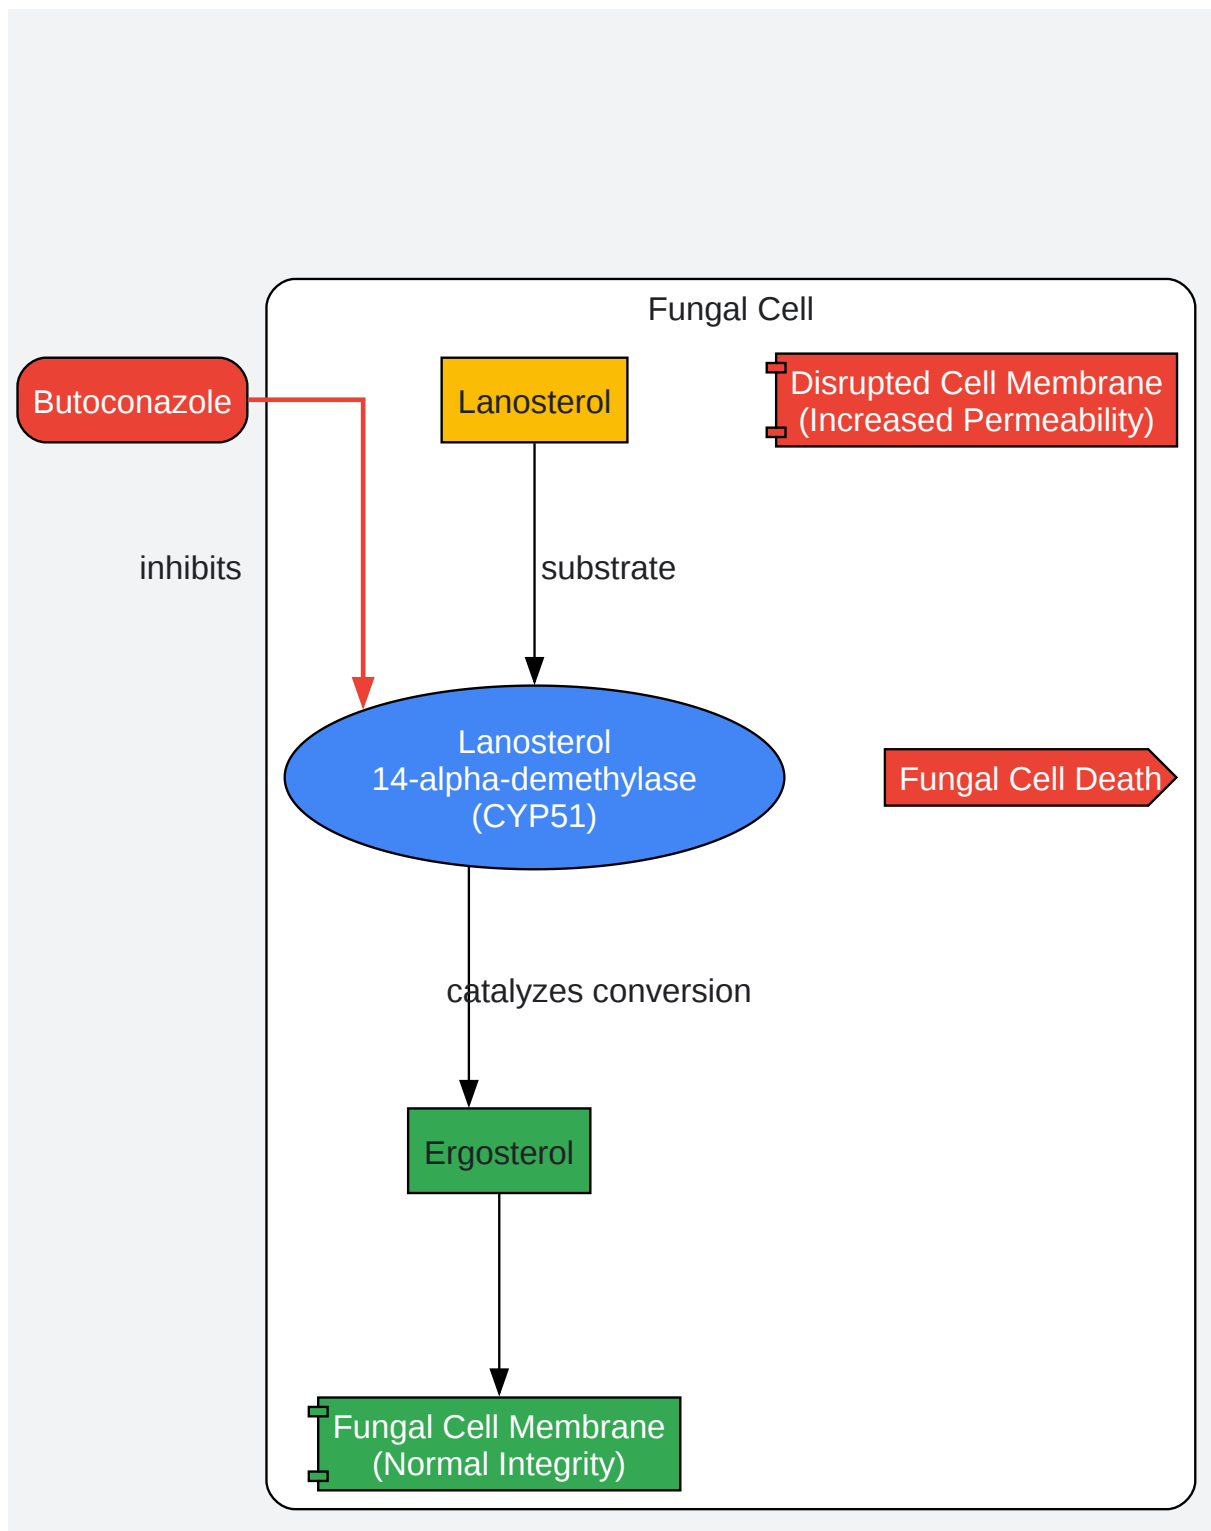 Fungal Cell
Butoconazole
Lanosterol
Disrupted Cell Membrane
(Increased Permeability)
inhibits
substrate
Lanosterol
14-alpha-demethylase
(CYP51)
Fungal Cell Death
catalyzes conversion
Ergosterol
Fungal Cell Membrane
(Normal Integrity)